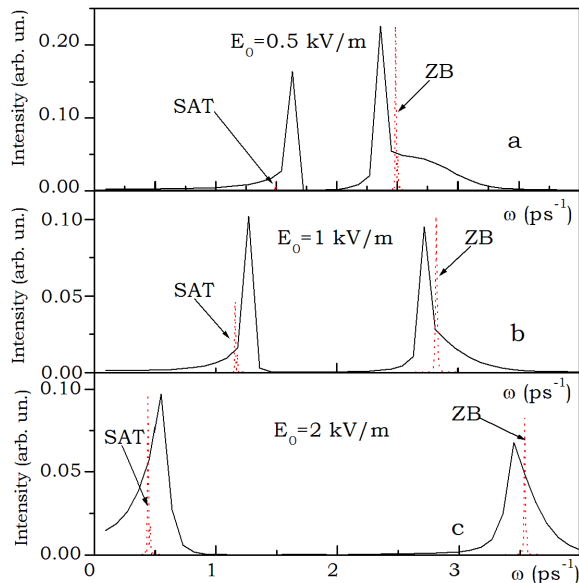 Intensity (arb. un.)
0.20
0.10
0.00
E0=0.5 kV/m
SAT
ZB
a
ω (ps-1)
Intensity (arb. un.)
0.10
0.05
0.00
E0=1 kV/m
SAT
ZB
b
ω (ps-1)
Intensity (arb. un.)
0.10
0.05
0.00
E0=2 kV/m
SAT
ZB
c
0 1 2 3 ω (ps-1)